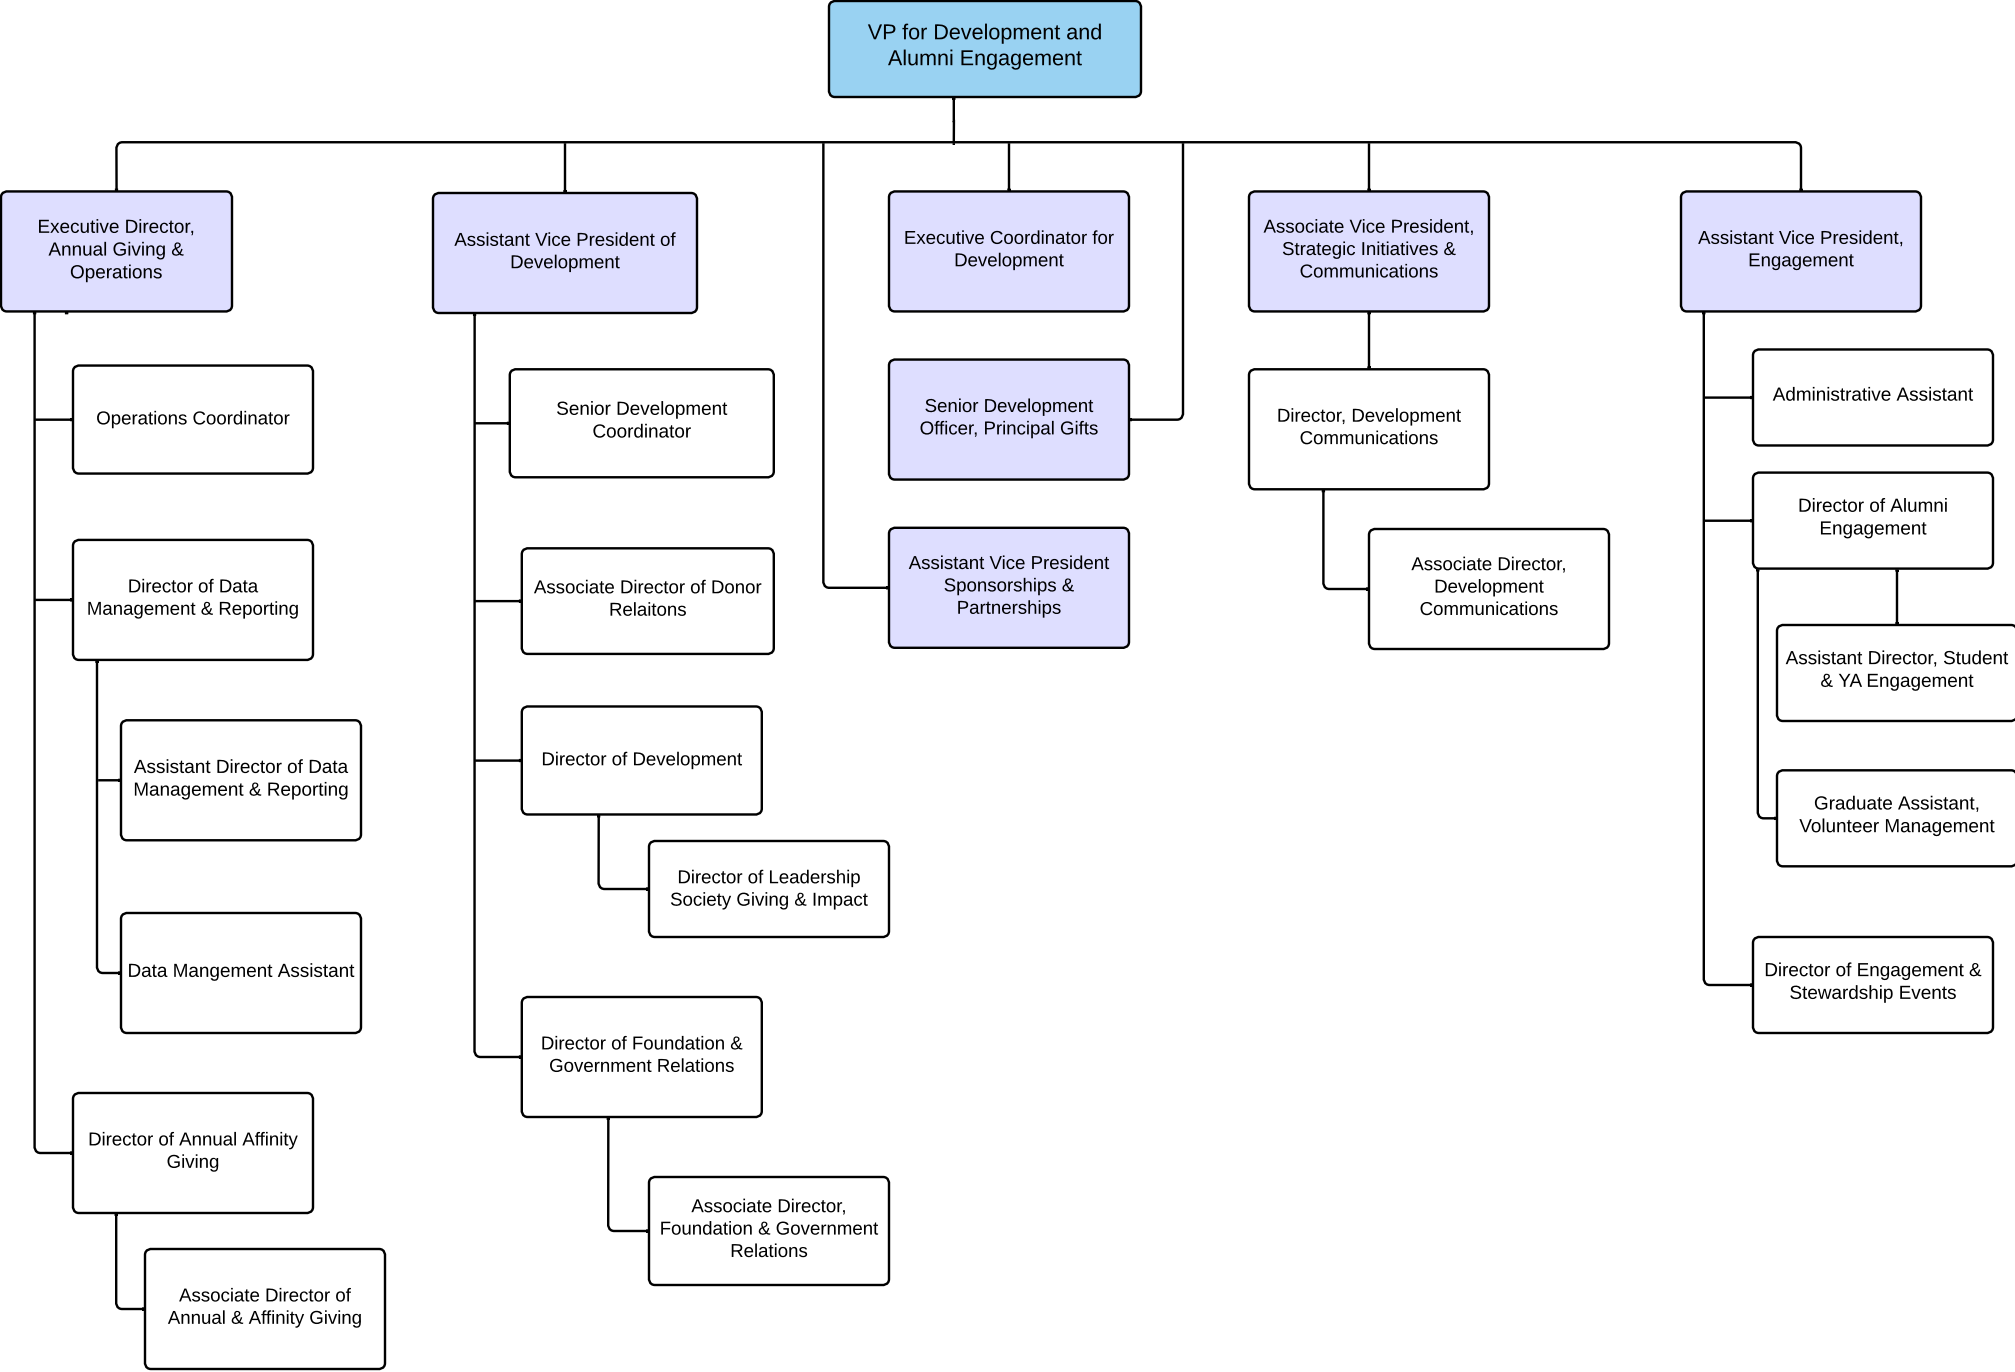 VP for Development and
Alumni Engagement
Executive Director,
Annual Giving &
Operations
Assistant Vice President of
Development
Executive Coordinator for
Development
Associate Vice President,
Strategic Initiatives &
Communications
Assistant Vice President,
Engagement
Operations Coordinator
Director of Data
Management & Reporting
Assistant Director of Data
Management & Reporting
Data Mangement Assistant
Director of Annual Affinity
Giving
Associate Director of
Annual & Affinity Giving
Senior Development
Coordinator
Associate Director of Donor
Relaitons
Director of Development
Director of Leadership
Society Giving & Impact
Director of Foundation &
Government Relations
Associate Director,
Foundation & Government
Relations
Senior Development
Officer, Principal Gifts
Assistant Vice President
Sponsorships &
Partnerships
Director, Development
Communications
Associate Director,
Development
Communications
Administrative Assistant
Director of Alumni
Engagement
Assistant Director, Student
& YA Engagement
Graduate Assistant,
Volunteer Management
Director of Engagement &
Stewardship Events